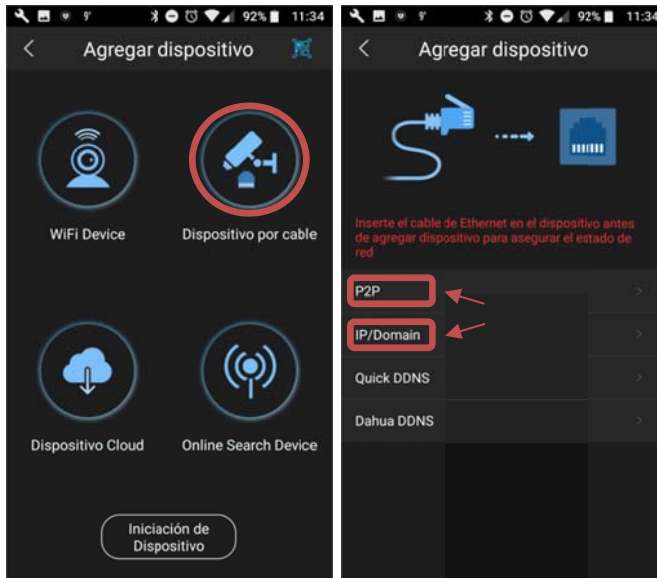 92% 11:34
Agregar dispositivo
WiFi Device
Dispositivo por cable
Dispositivo Cloud
Online Search Device
Iniciación de
Dispositivo
92% 11:34
Agregar dispositivo
Inserte el cable de Ethernet en el dispositivo antes
de agregar dispositivo para asegurar el estado de
red
P2P
IP/Domain
Quick DDNS
Dahua DDNS